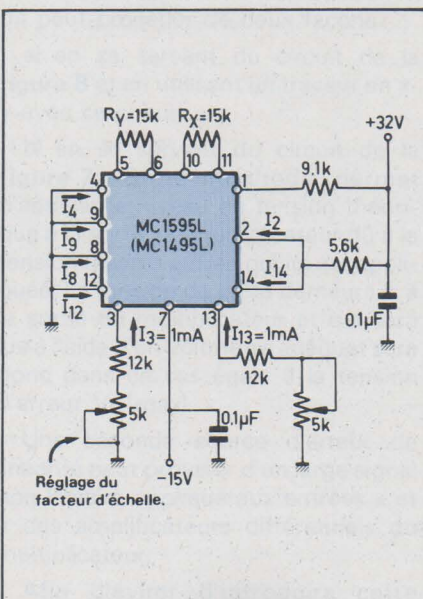 Ry=15k
Rx=15k
+32V
5
6
10
11
9.1k
4
1
I4
MC1595L
(MC1495L)
2
I2
5.6k
9
I9
8
I8
14
I14
12
I12
3
7
13
0.1µF
I3=1mA
I13=1mA
12k
12k
5k
0.1µF
5k
Réglage du
facteur d'échelle.
-15V